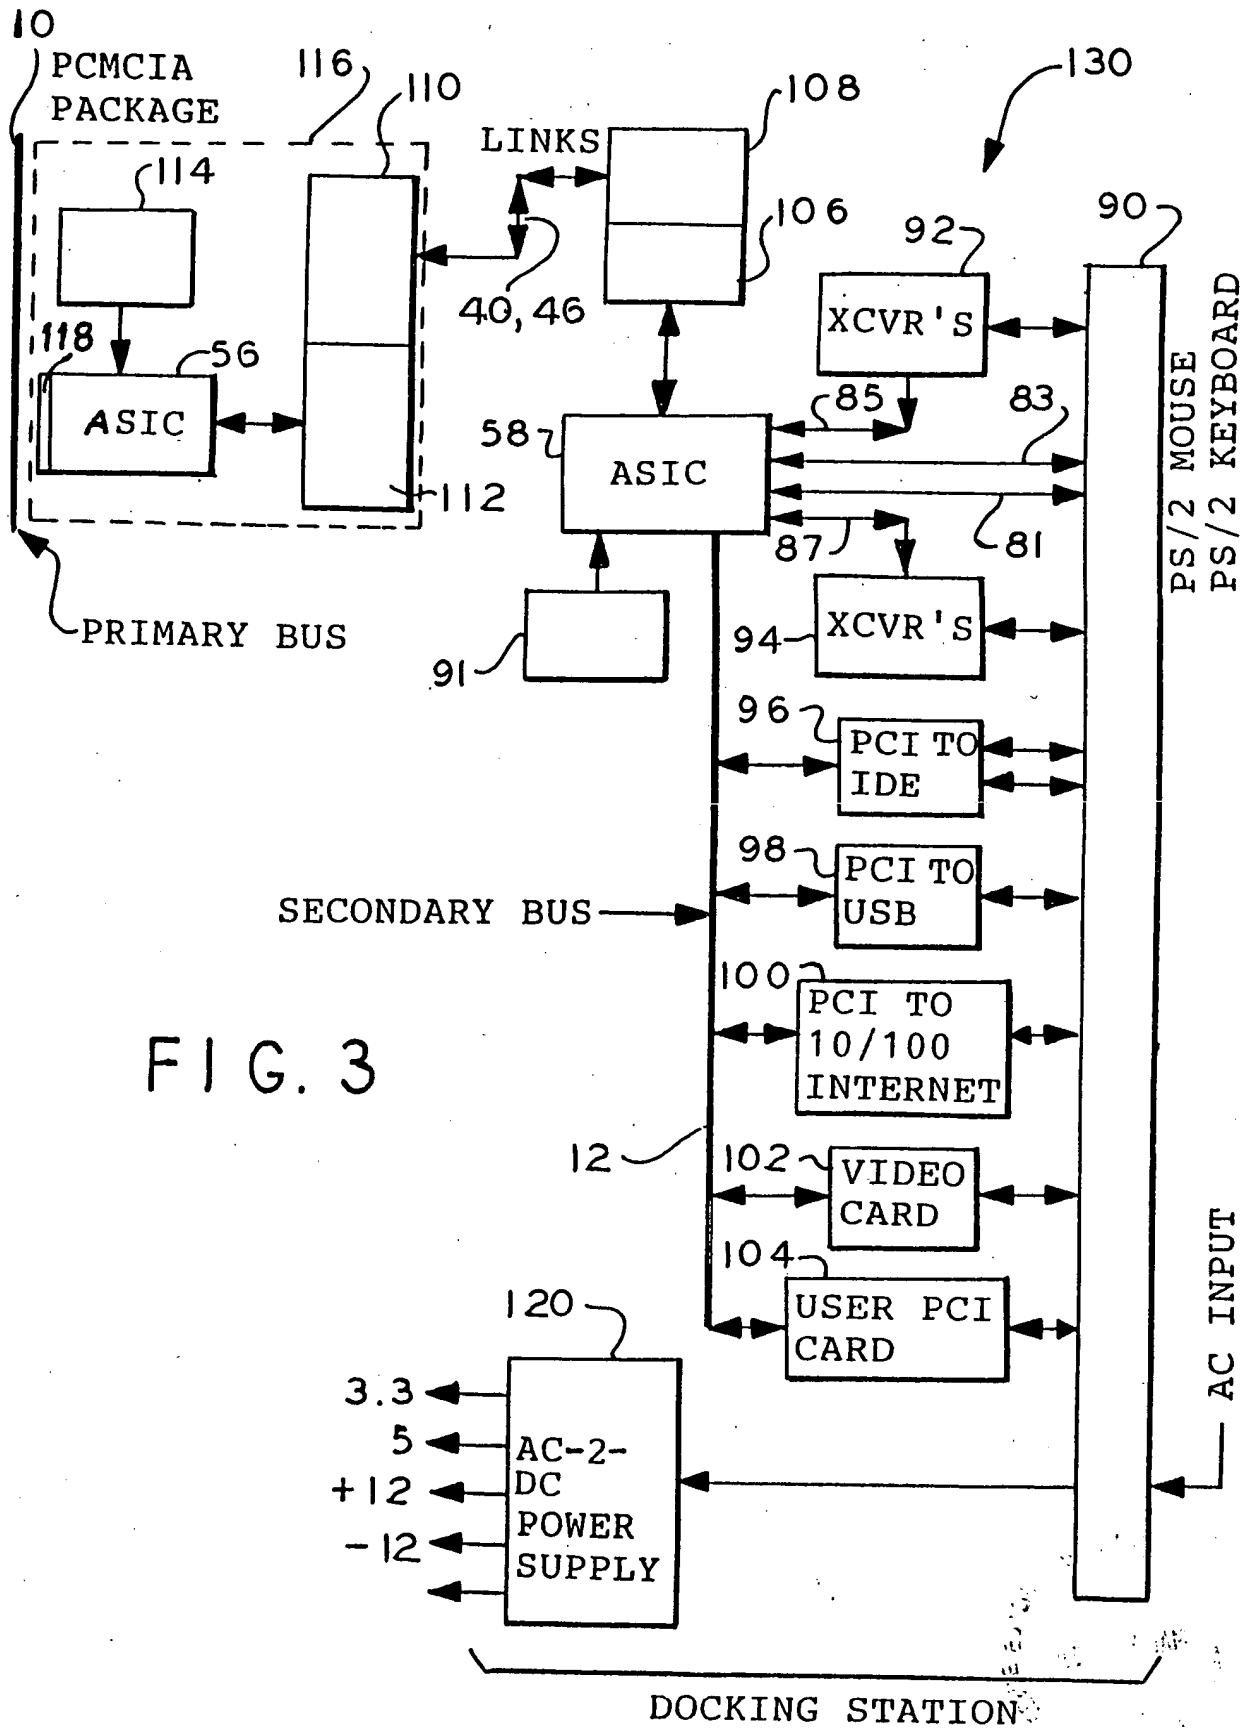 10
PCMCIA
PACKAGE
116
110
108
130
LINKS
114
106
92
90
40,46
XCVR'S
118
56
ASIC
85
83
58
ASIC
112
87
81
PS/2 MOUSE
PS/2 KEYBOARD
PRIMARY BUS
91
94
XCVR'S
96
PCI TO
IDE
98
PCI TO
USB
SECONDARY BUS
100
PCI TO
10/100
INTERNET
FIG. 3
12
102
VIDEO
CARD
104
USER PCI
CARD
AC INPUT
120
3.3
5
+12
-12
AC-2-
DC
POWER
SUPPLY
DOCKING STATION